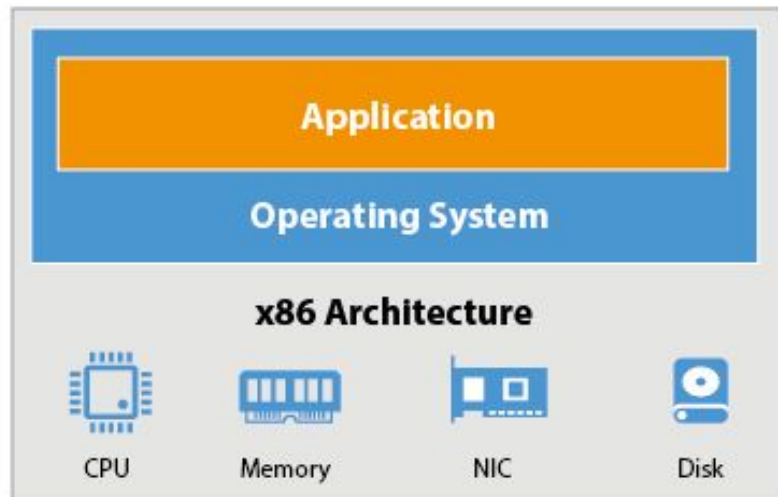 Application
Operating System
x86 Architecture
CPU
Memory
NIC
Disk